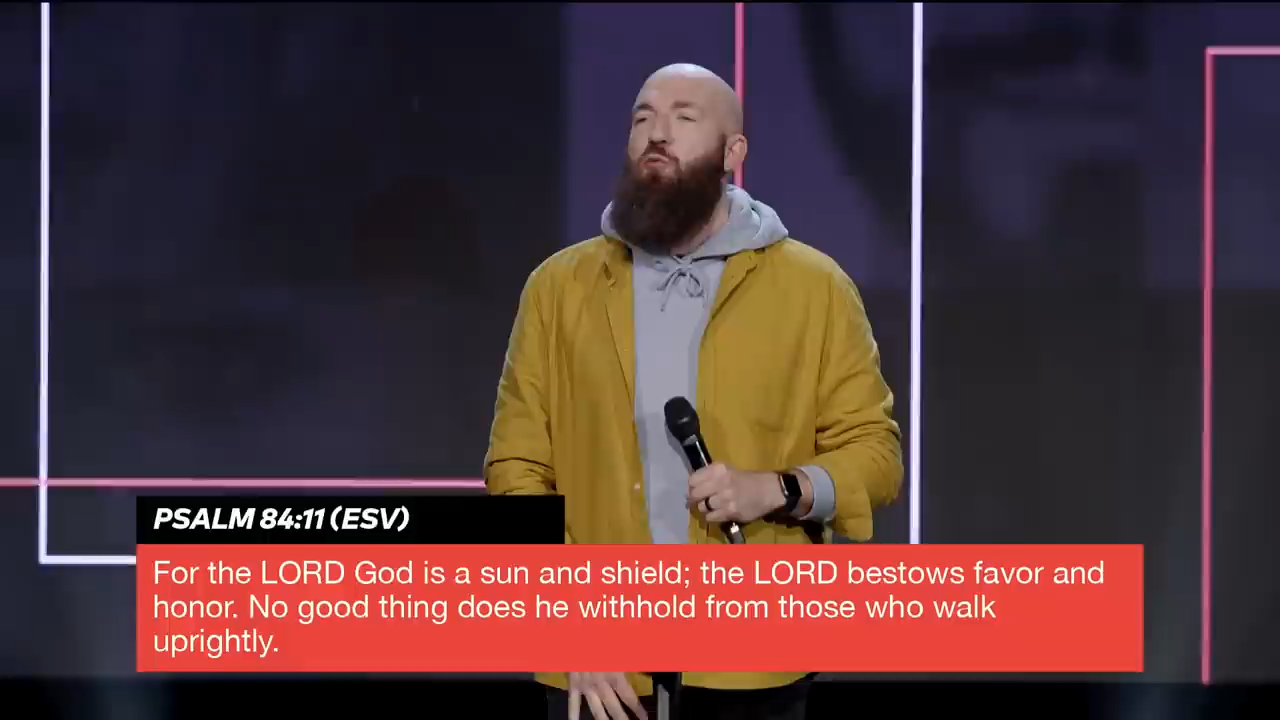 PSALM 84:11 (ESV)
For the LORD God is a sun and shield; the LORD bestows favor and
honor. No good thing does he withhold from those who walk
uprightly.